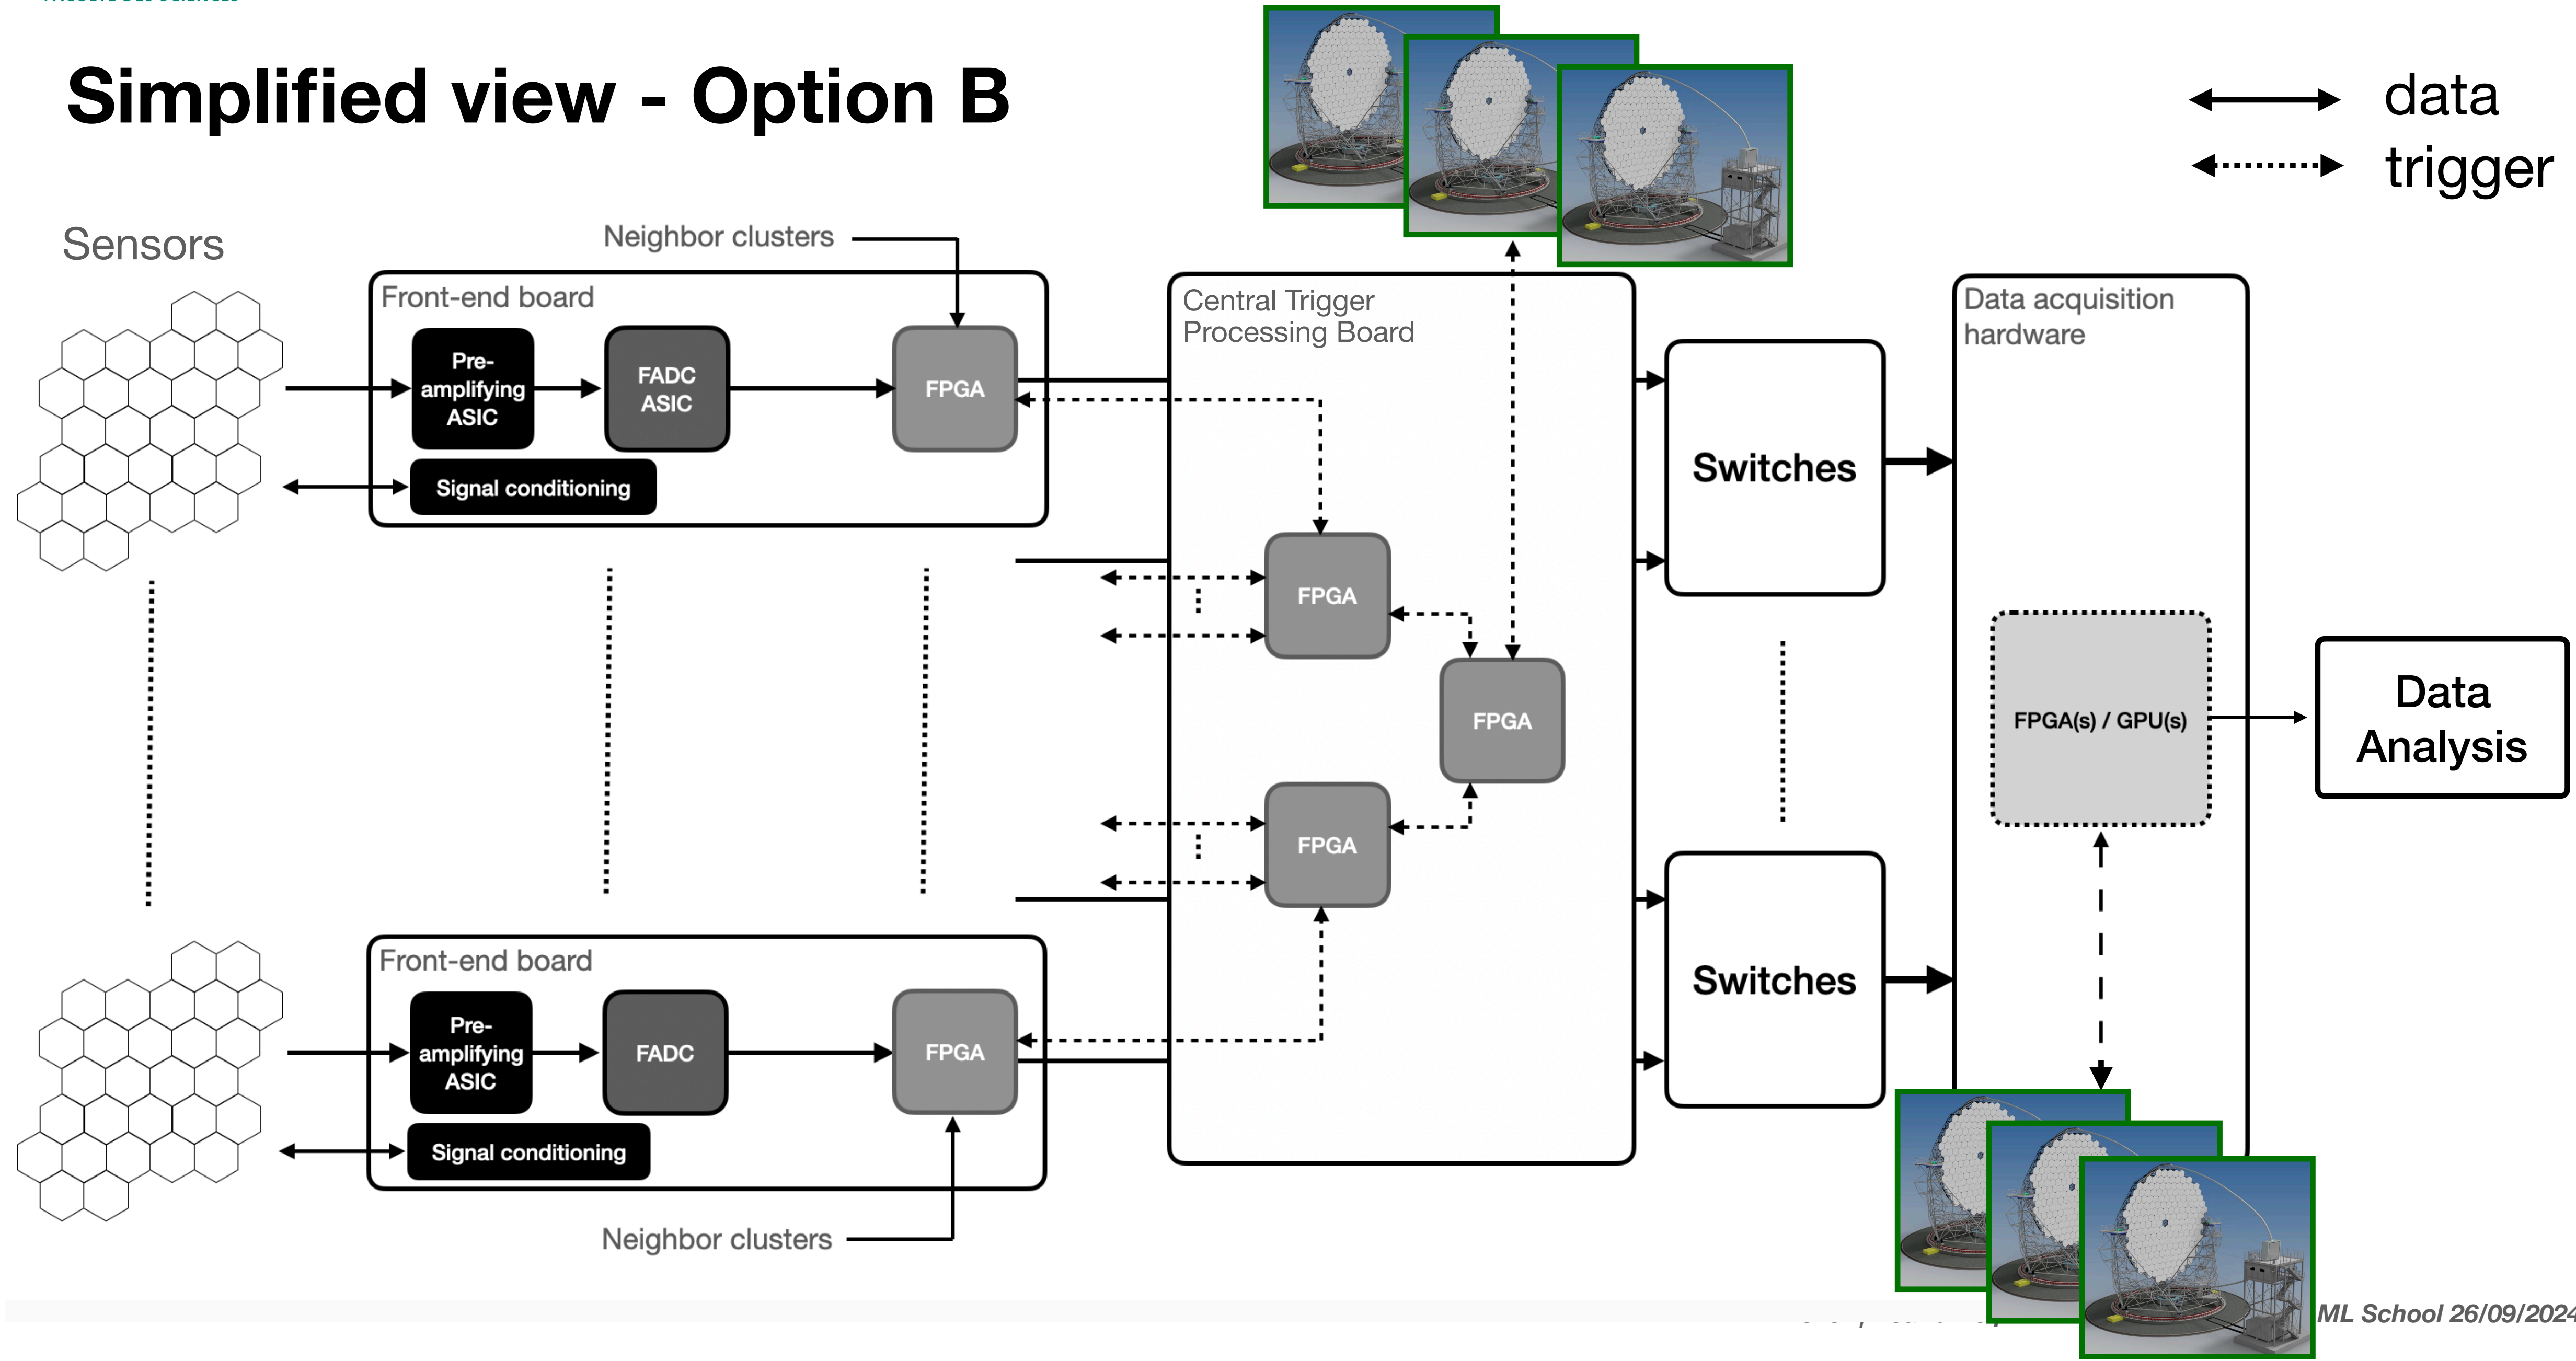 Simplified view - Option B
data
trigger
Sensors
Neighbor clusters
Front-end board
Pre-
amplifying
ASIC
FADC
ASIC
FPGA
Signal conditioning
Central Trigger
Processing Board
FPGA
FPGA
FPGA
Switches
Switches
Data acquisition
hardware
FPGA(s) / GPU(s)
Data
Analysis
Front-end board
Pre-
amplifying
ASIC
FADC
FPGA
Signal conditioning
Neighbor clusters
ML School 26/09/2024